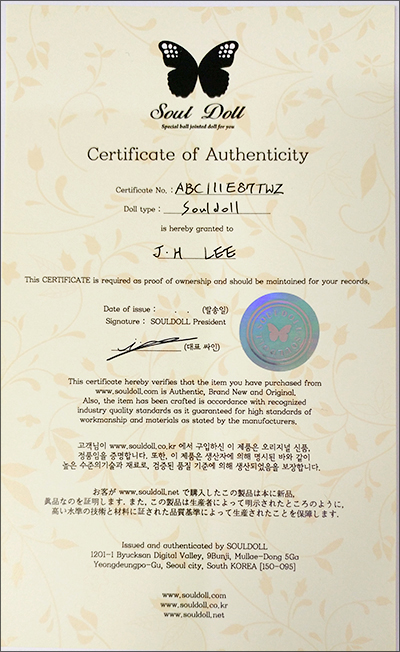 Soul Doll
Special ball jointed doll for you
Certificate of Authenticity
Certificate No. : ABC111E87TWZ
Doll type : Souldoll
is hereby granted to
J.H LEE
This CERTIFICATE is required as proof of ownership and should be maintained for your records.
Date of issue : . . . (발송일)
Signature : SOULDOLL President
(대표 싸인)
This certificate hereby verifies that the item you have purchased from
www.souldoll.com is Authentic, Brand New and Original.
Also, the item has been crafted in accordance with recognized
industry quality standards as it guaranteed for high standards of
workmanship and materials as stated by the manufacturers.
고객님이 www.souldoll.co.kr 에서 구입하신 이 제품은 오리지널 신품,
정품임을 증명합니다. 또한, 이 제품은 생산자에 의해 명시된 바와 같이
높은 수준의기술과 재료로, 검증된 품질 기준에 의해 생산되었음을 보장합니다.
お客が www.souldoll.net で購入したこの製品は本に新品,
眞品なのを証明します. また, この製品は生産者によって明示されたところのように,
高い水準の技術と材料に証された品質基準によって生産されたことを保障します.
Issued and authenticated by SOULDOLL
1201-1 Byucksan Digital Valley, 9Bunji, Mullae-Dong 5Ga
Yeongdeungpo-Gu, Seoul city, South KOREA [150-095]
www.souldoll.com
www.souldoll.co.kr
www.souldoll.net